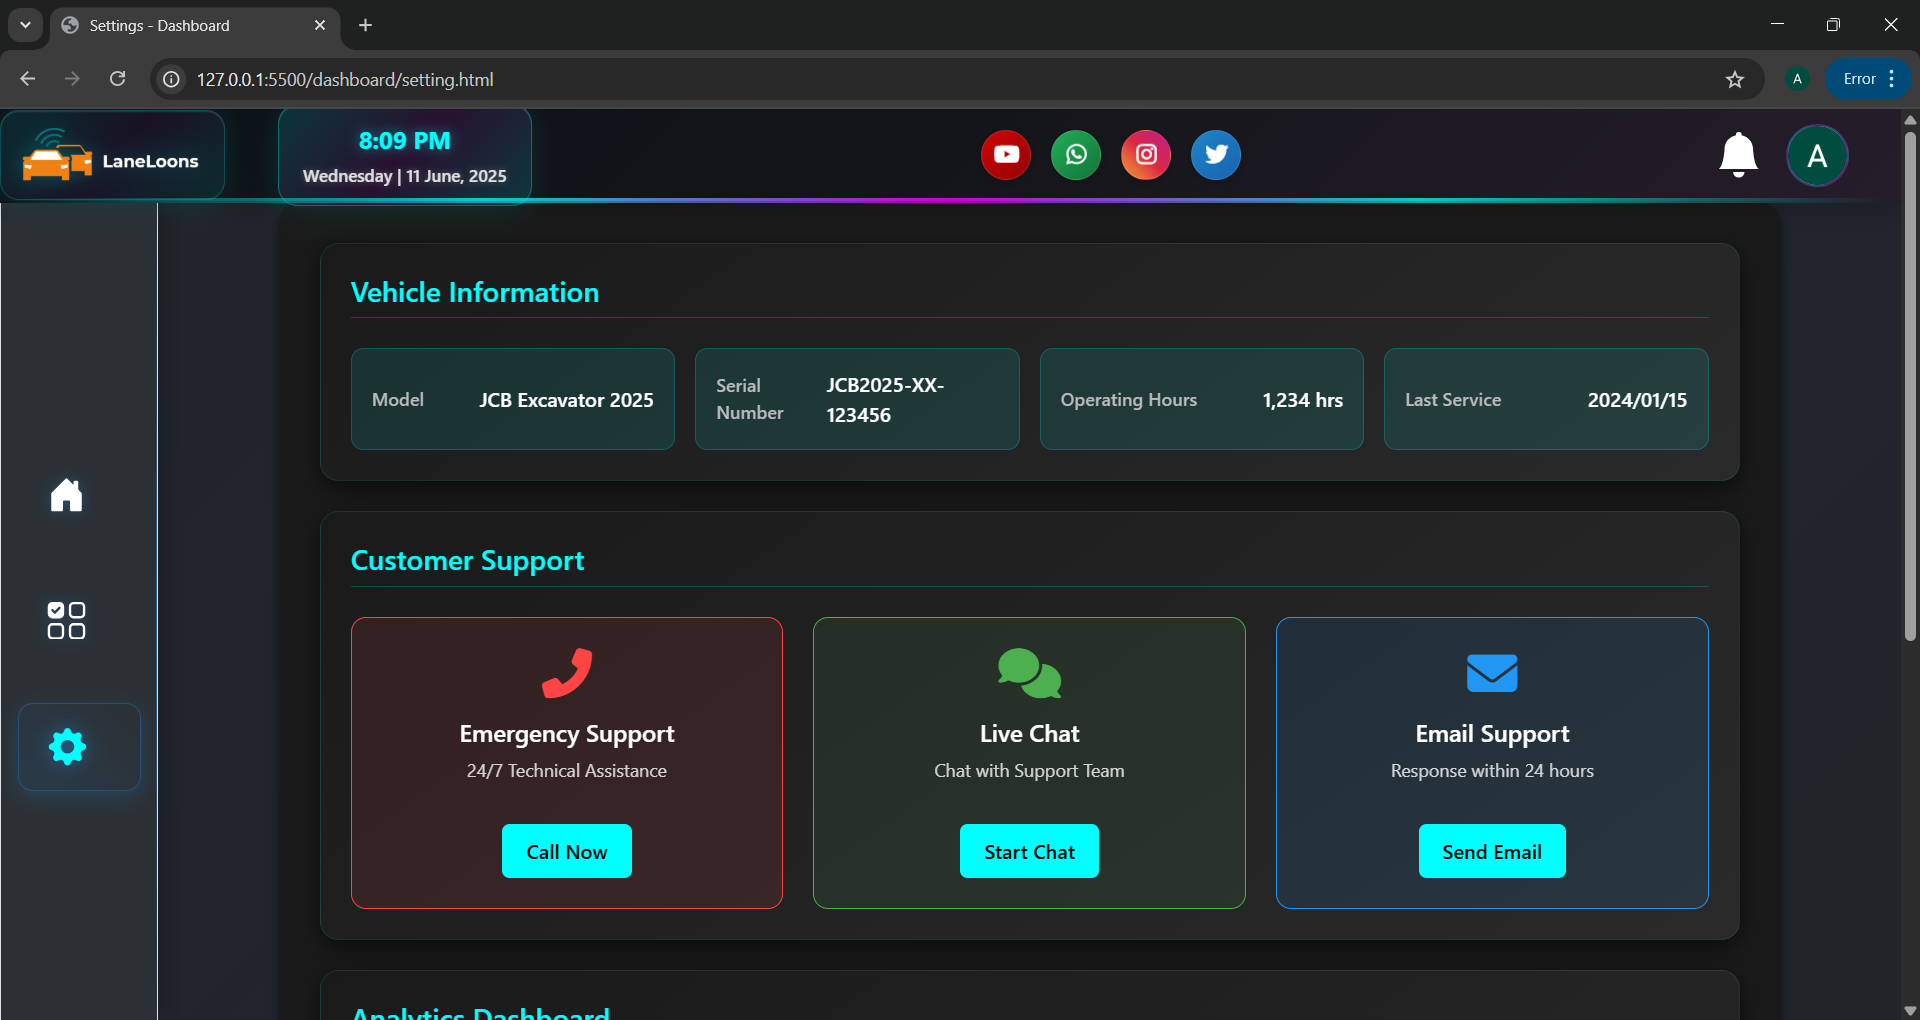 Settings - Dashboard
127.0.0.1:5500/dashboard/setting.html
A
Error
LaneLoons
8:09 PM
Wednesday | 11 June, 2025
A
Vehicle Information
Model
JCB Excavator 2025
Serial
Number
JCB2025-XX-
123456
Operating Hours
1,234 hrs
Last Service
2024/01/15
Customer Support
Emergency Support
24/7 Technical Assistance
Call Now
Live Chat
Chat with Support Team
Start Chat
Email Support
Response within 24 hours
Send Email
Analytics Dashboard